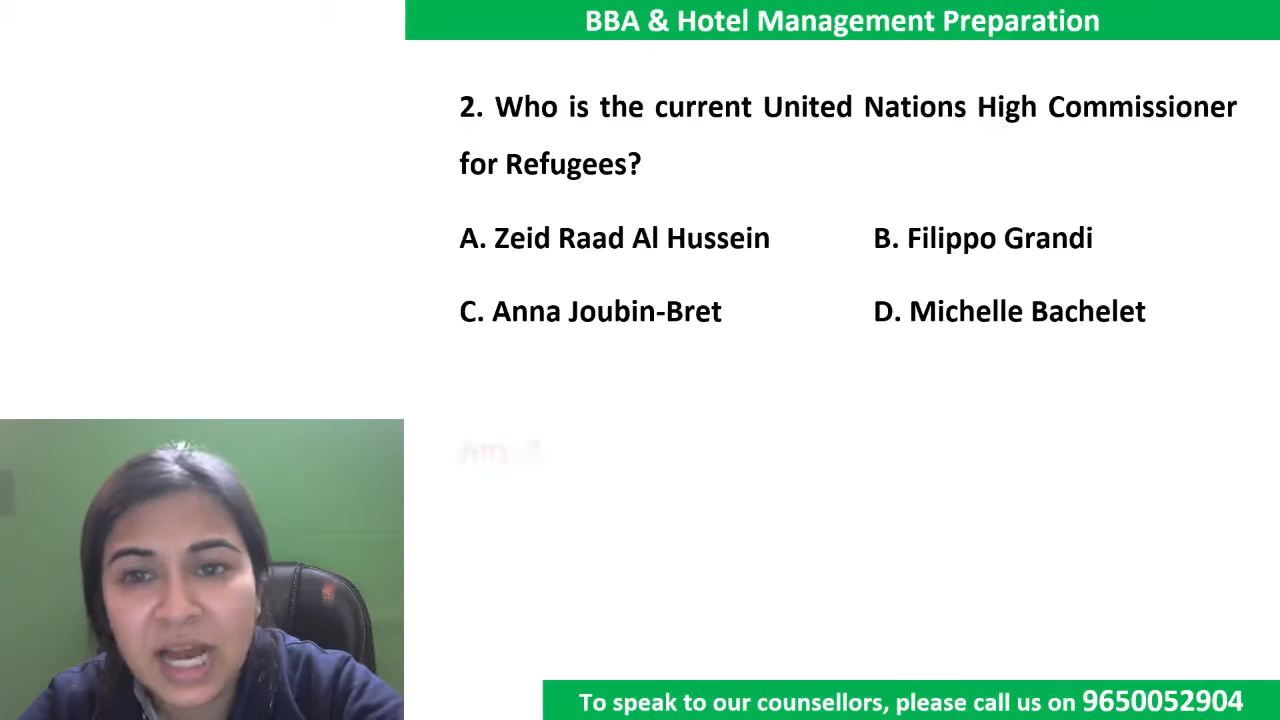 BBA & Hotel Management Preparation
2. Who is the current United Nations High Commissioner
for Refugees?
A. Zeid Raad Al Hussein B. Filippo Grandi
C. Anna Joubin-Bret D. Michelle Bachelet
To speak to our counsellors, please call us on 9650052904